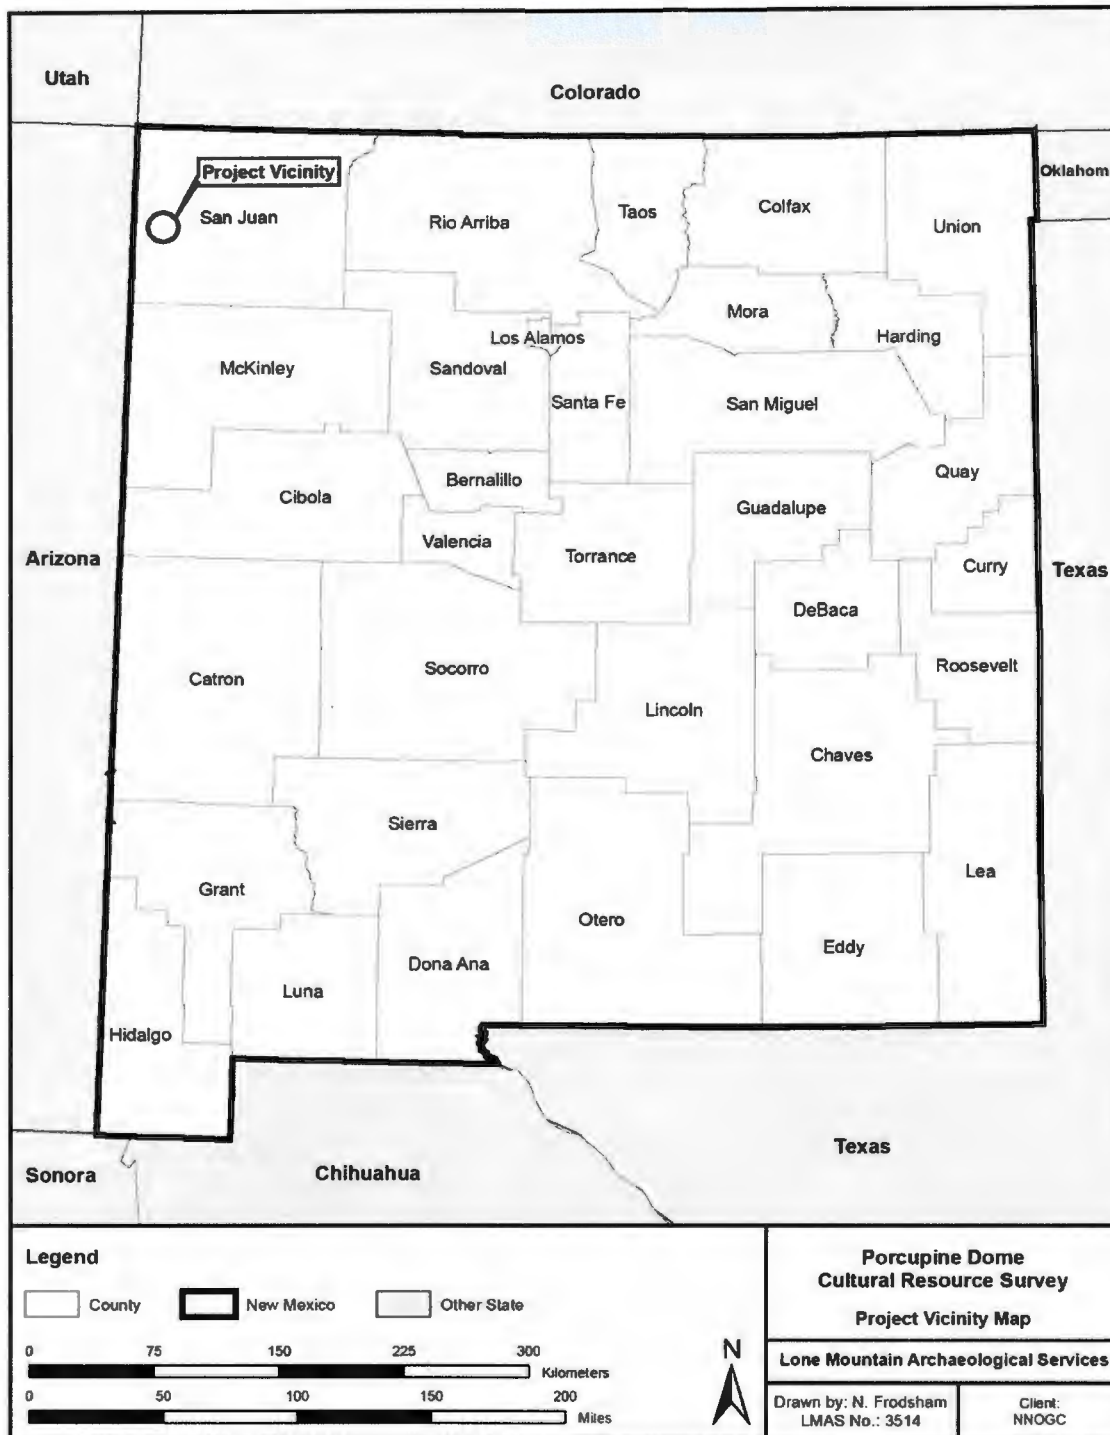 Utah
Colorado
Oklahom
Project Vicinity
San Juan
Rio Arriba
Taos
Colfax
Union
Mora
Los Alamos
Harding
McKinley
Sandoval
Santa Fe
San Miguel
Bernalillo
Quay
Cibola
Guadalupe
Valencia
Arizona
Torrance
Curry
Texas
DeBaca
Socorro
Roosevelt
Catron
Lincoln
Chaves
Sierra
Lea
Grant
Otero
Eddy
Dona Ana
Luna
Hidalgo
Texas
Sonora
Chihuahua
Legend
County
New Mexico
Other State
0 75 150 225 300
Kilometers
0 50 100 150 200
Miles
N
Porcupine Dome
Cultural Resource Survey
Project Vicinity Map
Lone Mountain Archaeological Services
Drawn by: N. Frodsham
LMAS No.: 3514
Client:
NNOGC